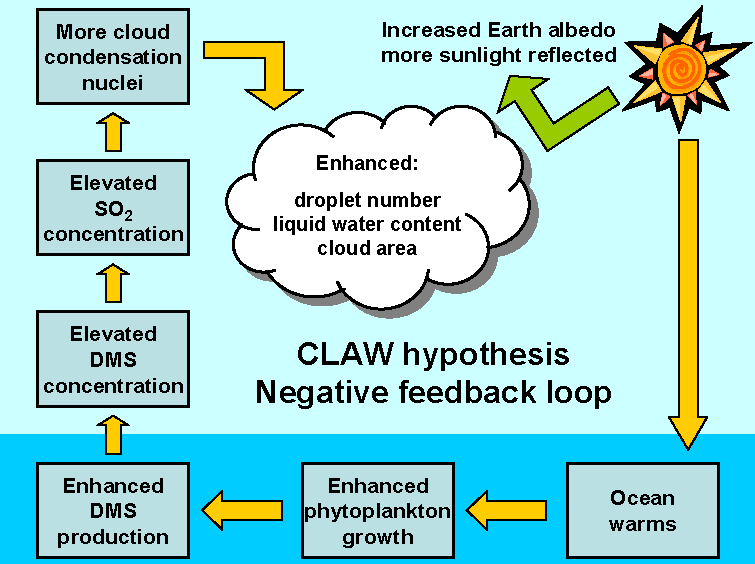 More cloud
condensation
nuclei
Increased Earth albedo
more sunlight reflected
Enhanced:
droplet number
liquid water content
cloud area
Elevated
SO₂
concentration
Elevated
DMS
concentration
CLAW hypothesis
Negative feedback loop
Enhanced
DMS
production
Enhanced
phytoplankton
growth
Ocean
warms